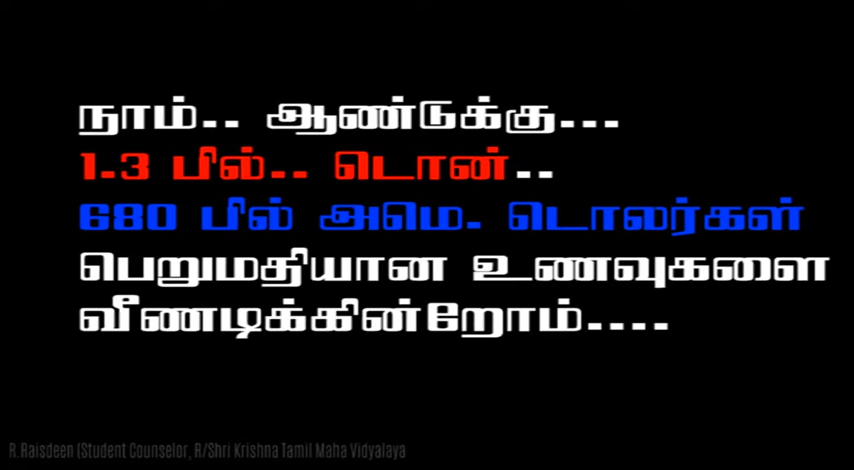 நாம்.. ஆண்டுக்கு...
1.3 பில்.. டொன்..
680 பில் அமெ. டொலர்கள்
பெறுமதியான உணவுகளை
வீணடிக்கின்றோம்....
R.Raisdeen (Student Counselor, R/Shri Krishna Tamil Maha Vidyalaya